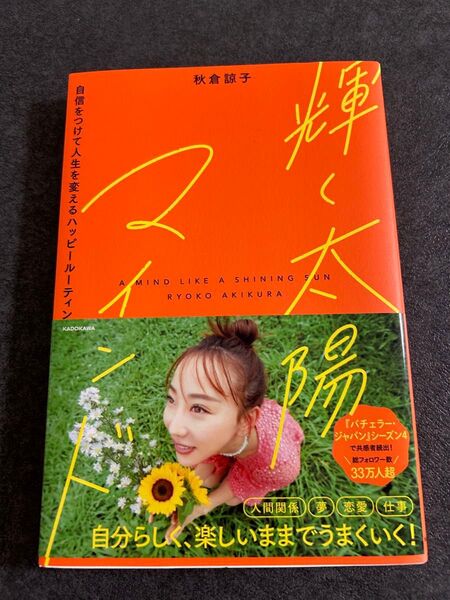 秋倉諒子
輝く太陽
マインド
自信をつけて人生を変えるハッピールーティン
A MIND LIKE A SHINING SUN
RYOKO AKIKURA
KADOKAWA
『バチェラー・
ジャパン』シーズン4
で共感者続出!
総フォロワー数
33万人超
人間関係 夢 恋愛 仕事
自分らしく、楽しいままでうまくいく!